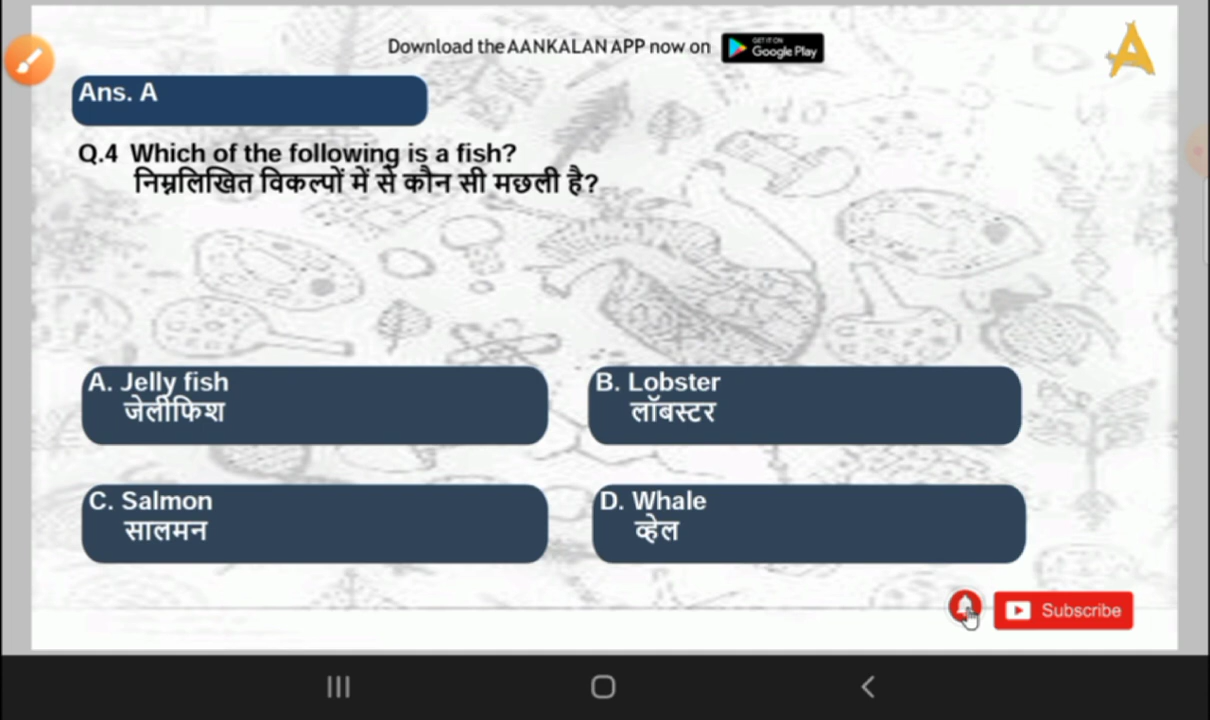 Download the AANKALAN APP now on
GET IT ON
Google Play
A
Ans. A
Q.4 Which of the following is a fish?
निम्नलिखित विकल्पों में से कौन सी मछली है?
A. Jelly fish
जेलीफिश
B. Lobster
लॉबस्टर
C. Salmon
सालमन
D. Whale
व्हेल
Subscribe